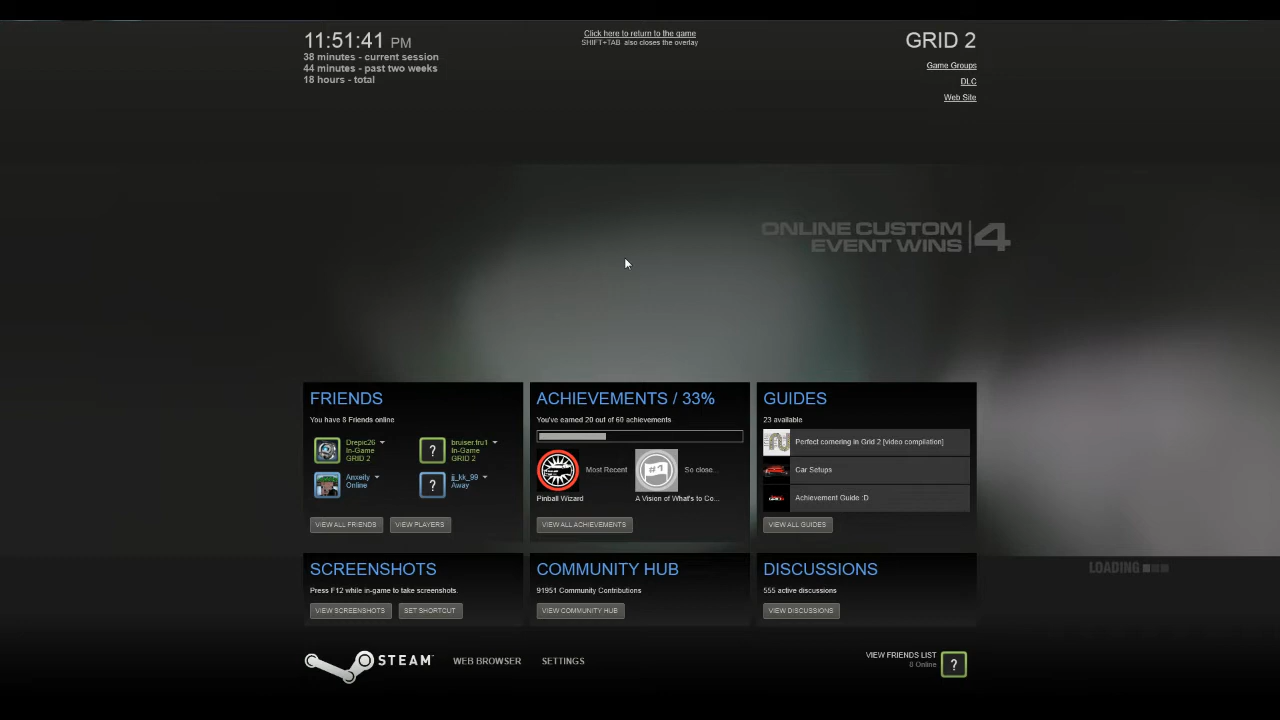 11:51:41 PM
38 minutes - current session
44 minutes - past two weeks
18 hours - total
Click here to return to the game
SHIFT+TAB also closes the overlay
GRID 2
Game Groups
DLC
Web Site
ONLINE CUSTOM
EVENT WINS 4
FRIENDS
You have 8 Friends online
Drepic26
In-Game
GRID 2
bruiser.fru1
In-Game
GRID 2
Anxeity
Online
jj_kk_99
Away
VIEW ALL FRIENDS
VIEW PLAYERS
ACHIEVEMENTS / 33%
You've earned 20 out of 60 achievements
Most Recent
#1
So close...
Pinball Wizard
A Vision of What's to Co...
VIEW ALL ACHIEVEMENTS
GUIDES
23 available
Perfect cornering in Grid 2 [video compilation]
Car Setups
Achievement Guide :D
VIEW ALL GUIDES
SCREENSHOTS
Press F12 while in-game to take screenshots.
VIEW SCREENSHOTS
SET SHORTCUT
COMMUNITY HUB
91951 Community Contributions
VIEW COMMUNITY HUB
DISCUSSIONS
555 active discussions
VIEW DISCUSSIONS
LOADING
STEAM
WEB BROWSER
SETTINGS
VIEW FRIENDS LIST
8 Online